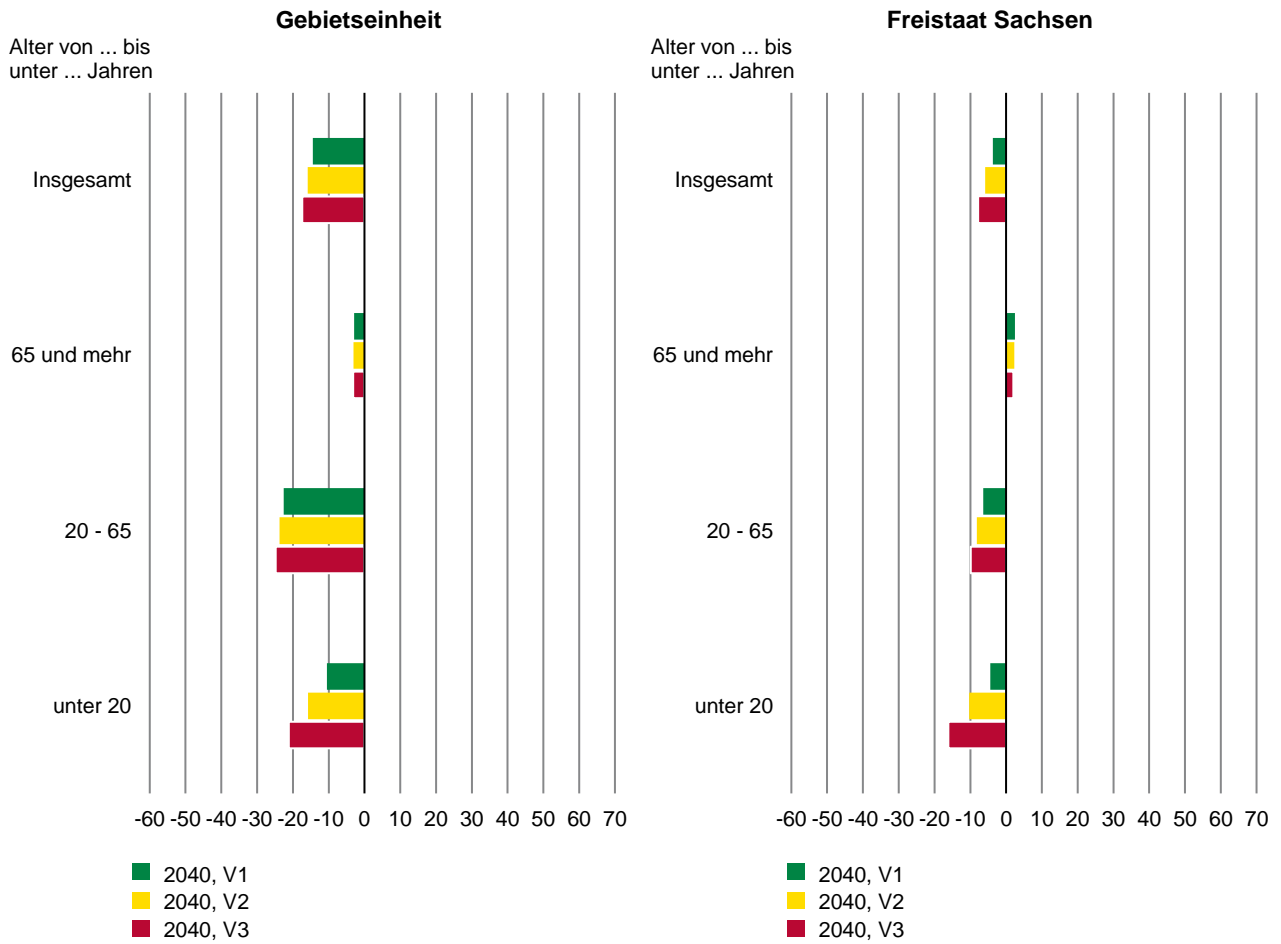 Gebietseinheit
Alter von ... bis
unter ... Jahren
Insgesamt
65 und mehr
20 - 65
unter 20
-60 -50 -40 -30 -20 -10 0 10 20 30 40 50 60 70
2040, V1
2040, V2
2040, V3
Freistaat Sachsen
Alter von ... bis
unter ... Jahren
Insgesamt
65 und mehr
20 - 65
unter 20
-60 -50 -40 -30 -20 -10 0 10 20 30 40 50 60 70
2040, V1
2040, V2
2040, V3